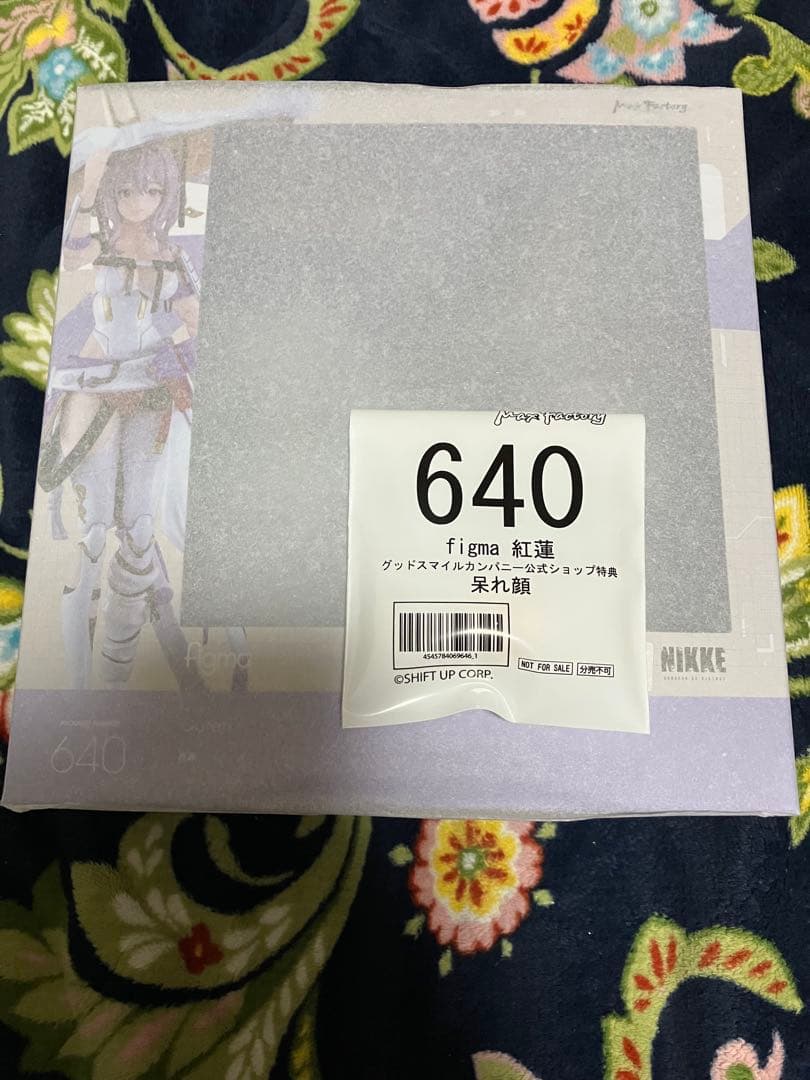 Max Factory
Max Factory
640
figma 紅蓮
グッドスマイルカンパニー公式ショップ特典
呆れ顔
4545784069646_1
NOT FOR SALE
分売不可
©SHIFT UP CORP.
figma
NIKKE
640